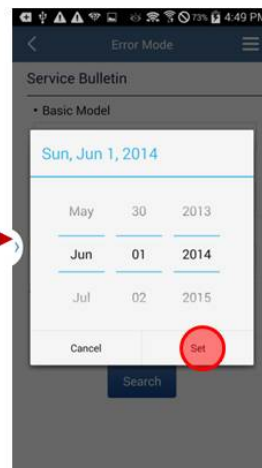 73% 4:49 PM
Error Mode
Service Bulletin
• Basic Model
Sun, Jun 1, 2014
May 30 2013
Jun 01 2014
Jul 02 2015
Cancel Set
Search